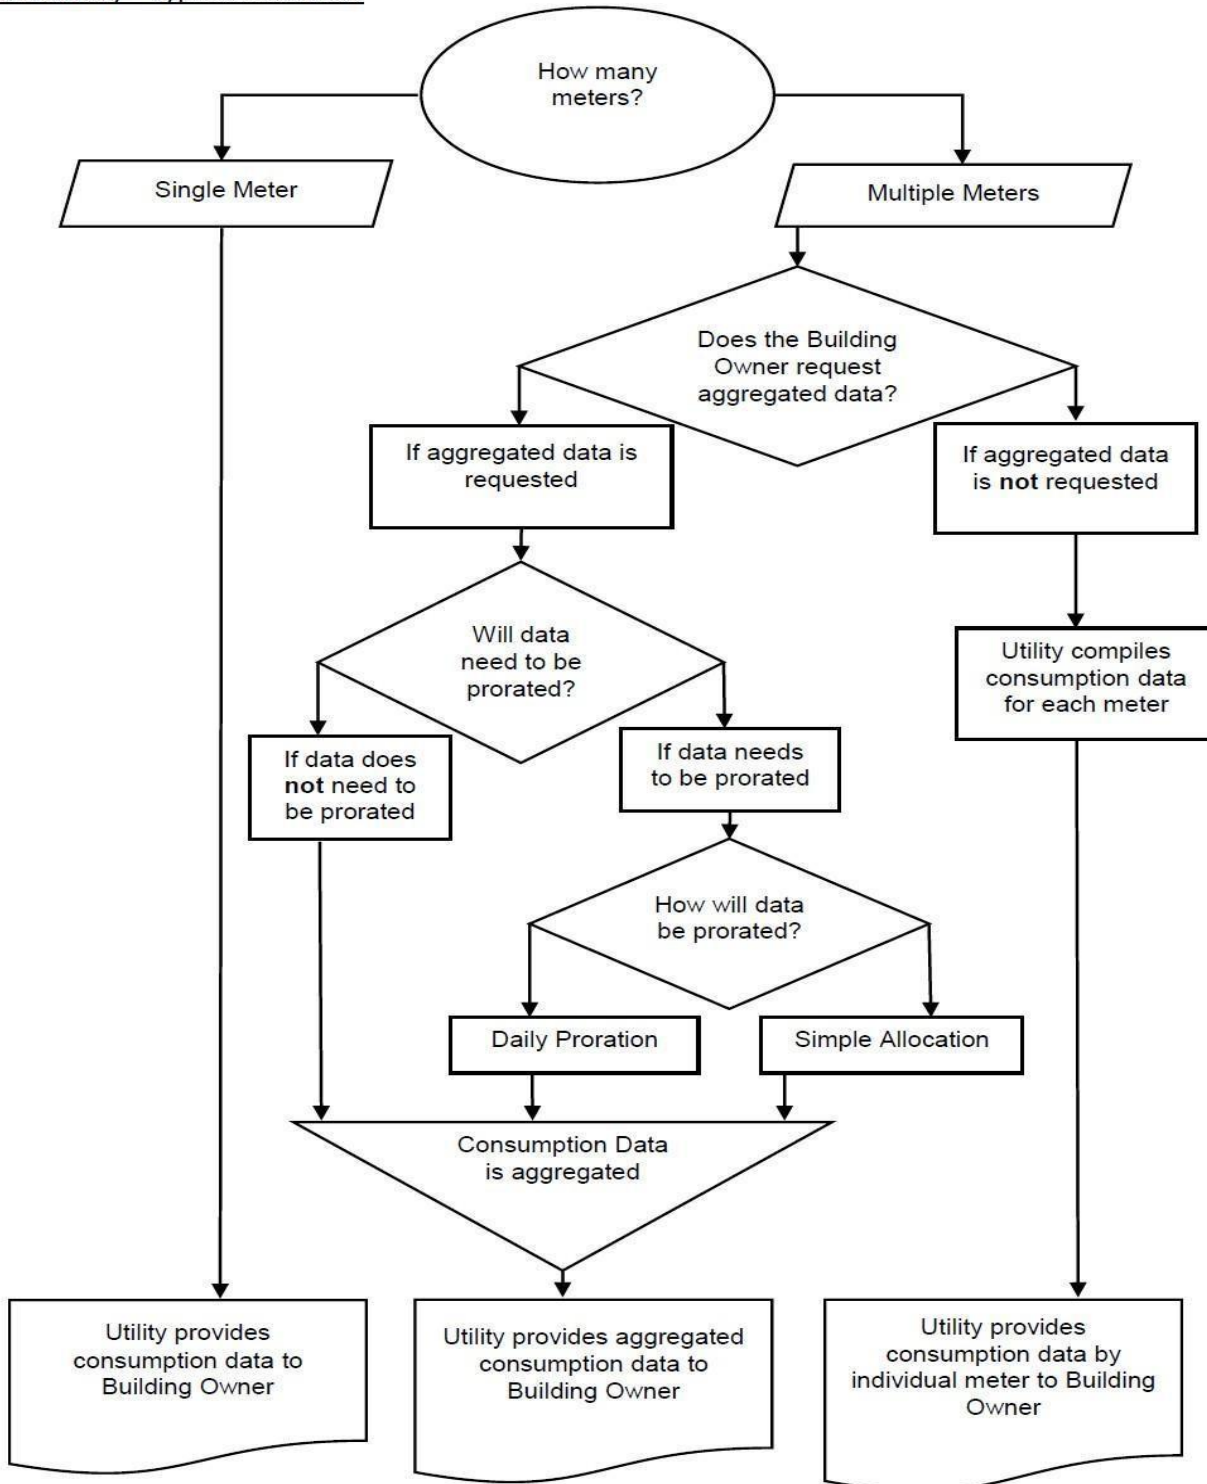 How many
meters?
Single Meter
Multiple Meters
Does the Building
Owner request
aggregated data?
If aggregated data is
requested
If aggregated data
is not requested
Will data
need to be
prorated?
Utility compiles
consumption data
for each meter
If data does
not need to
be prorated
If data needs
to be prorated
How will data
be prorated?
Daily Proration
Simple Allocation
Consumption Data
is aggregated
Utility provides
consumption data to
Building Owner
Utility provides aggregated
consumption data to
Building Owner
Utility provides
consumption data by
individual meter to Building
Owner